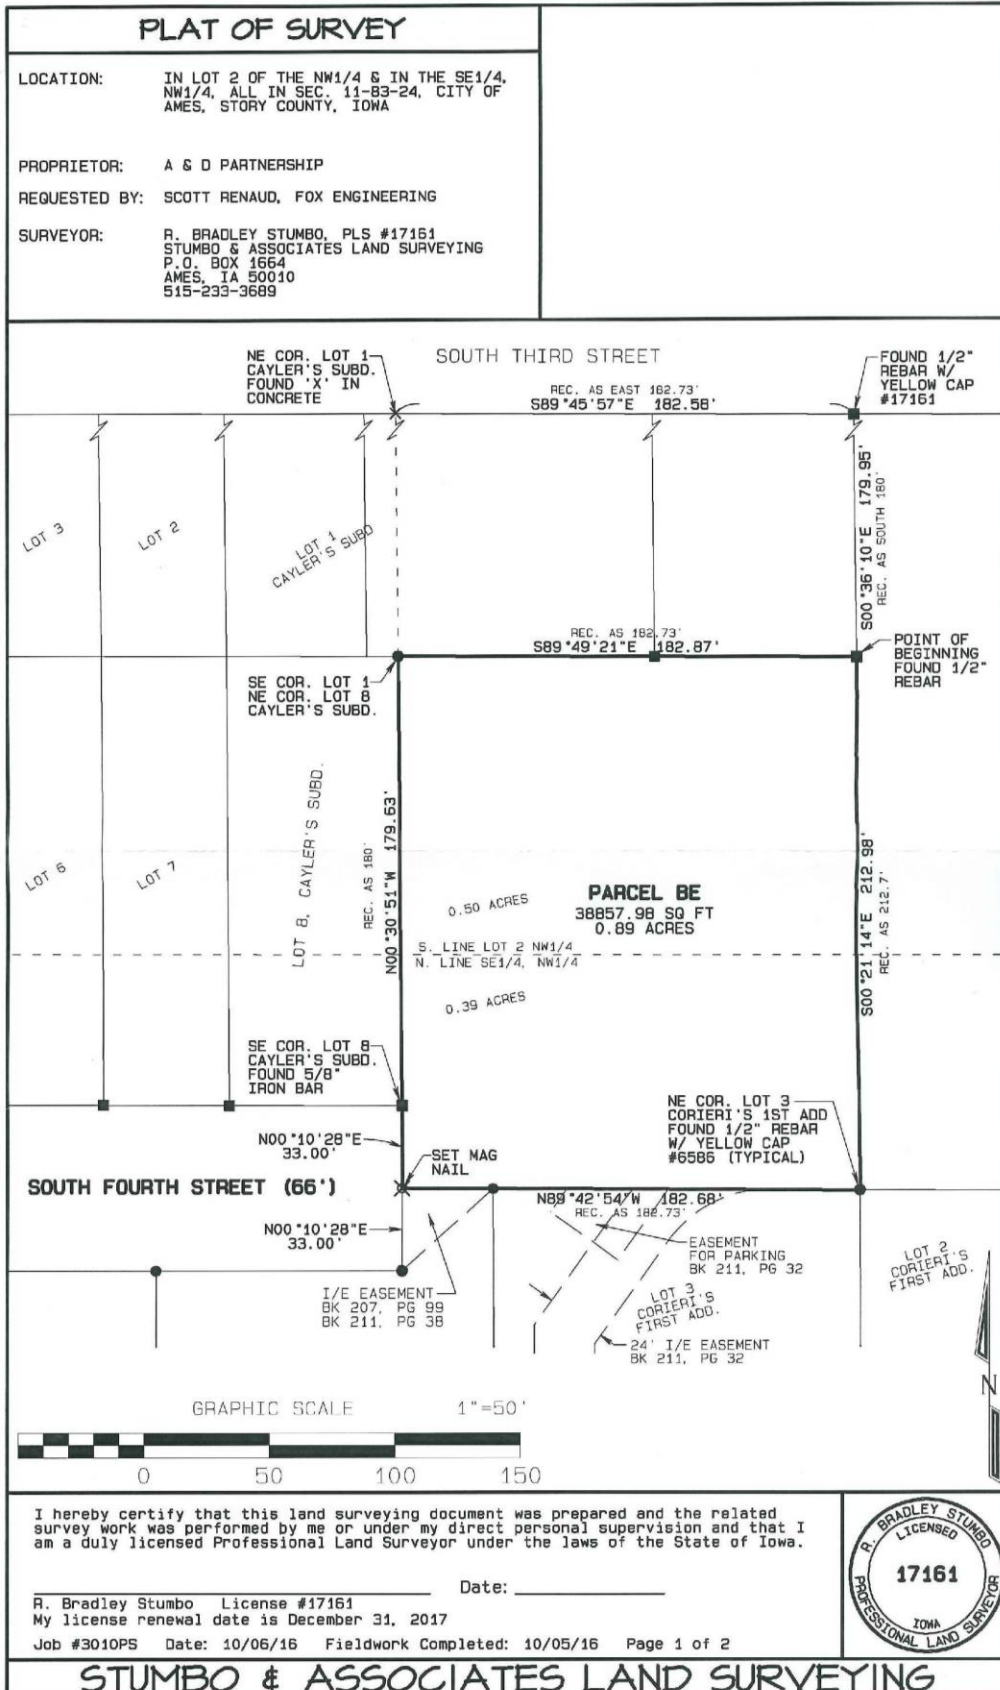 PLAT OF SURVEY
LOCATION: IN LOT 2 OF THE NW1/4 & IN THE SE1/4,
NW1/4, ALL IN SEC. 11-83-24, CITY OF
AMES, STORY COUNTY, IOWA
PROPRIETOR: A & D PARTNERSHIP
REQUESTED BY: SCOTT RENAUD, FOX ENGINEERING
SURVEYOR: R. BRADLEY STUMBO, PLS #17161
STUMBO & ASSOCIATES LAND SURVEYING
P.O. BOX 1664
AMES, IA 50010
515-233-3689
NE COR. LOT 1
CAYLER'S SUBD.
FOUND 'X' IN
CONCRETE
SOUTH THIRD STREET
REC. AS EAST 182.73'
S89°45'57"E 182.58'
FOUND 1/2"
REBAR W/
YELLOW CAP
#17161
S00°36'10"E 179.95'
REC. AS SOUTH 180'
LOT 3
LOT 2
LOT 1
CAYLER'S SUBD
REC. AS 182.73'
S89°49'21"E 182.87'
POINT OF
BEGINNING
FOUND 1/2"
REBAR
SE COR. LOT 1
NE COR. LOT 8
CAYLER'S SUBD.
LOT 6
LOT 7
LOT 8, CAYLER'S SUBD.
REC. AS 180'
N00°30'51"W 179.63'
0.50 ACRES
PARCEL BE
38857.98 SQ FT
0.89 ACRES
S. LINE LOT 2 NW1/4
N. LINE SE1/4, NW1/4
0.39 ACRES
S00°21'14"E 212.98'
REC. AS 212.7'
SE COR. LOT 8
CAYLER'S SUBD.
FOUND 5/8"
IRON BAR
NE COR. LOT 3
CORIERI'S 1ST ADD
FOUND 1/2" REBAR
W/ YELLOW CAP
#6586 (TYPICAL)
N00°10'28"E
33.00'
SET MAG
NAIL
SOUTH FOURTH STREET (66')
N89°42'54"W 182.68'
REC. AS 182.73'
N00°10'28"E
33.00'
EASEMENT
FOR PARKING
BK 211, PG 32
LOT 2
CORIERI'S
FIRST ADD.
I/E EASEMENT
BK 207, PG 99
BK 211, PG 38
LOT 3
CORIERI'S
FIRST ADD.
24' I/E EASEMENT
BK 211, PG 32
N
GRAPHIC SCALE 1"=50'
0 50 100 150
I hereby certify that this land surveying document was prepared and the related
survey work was performed by me or under my direct personal supervision and that I
am a duly licensed Professional Land Surveyor under the laws of the State of Iowa.
Date:
R. Bradley Stumbo License #17161
My license renewal date is December 31, 2017
Job #3010PS Date: 10/06/16 Fieldwork Completed: 10/05/16 Page 1 of 2
R. BRADLEY STUMBO
LICENSED
17161
IOWA
PROFESSIONAL LAND SURVEYOR
STUMBO & ASSOCIATES LAND SURVEYING